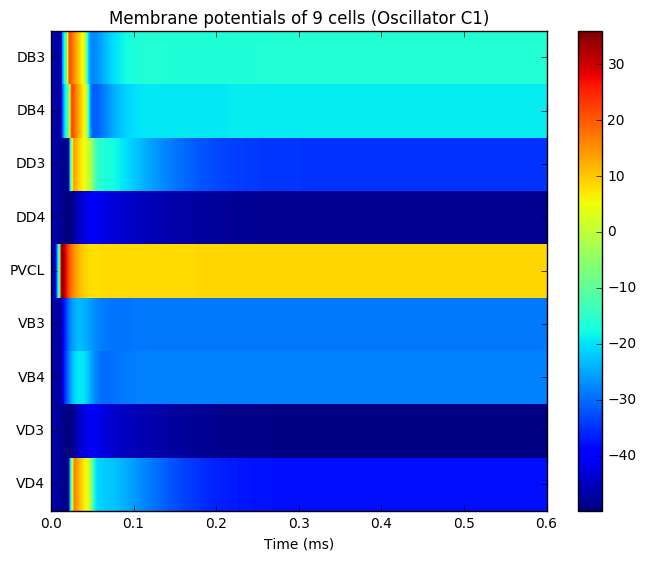 Membrane potentials of 9 cells (Oscillator C1)
DB3
DB4
DD3
DD4
PVCL
VB3
VB4
VD3
VD4
0.0 0.1 0.2 0.3 0.4 0.5 0.6
Time (ms)
30
20
10
0
−10
−20
−30
−40